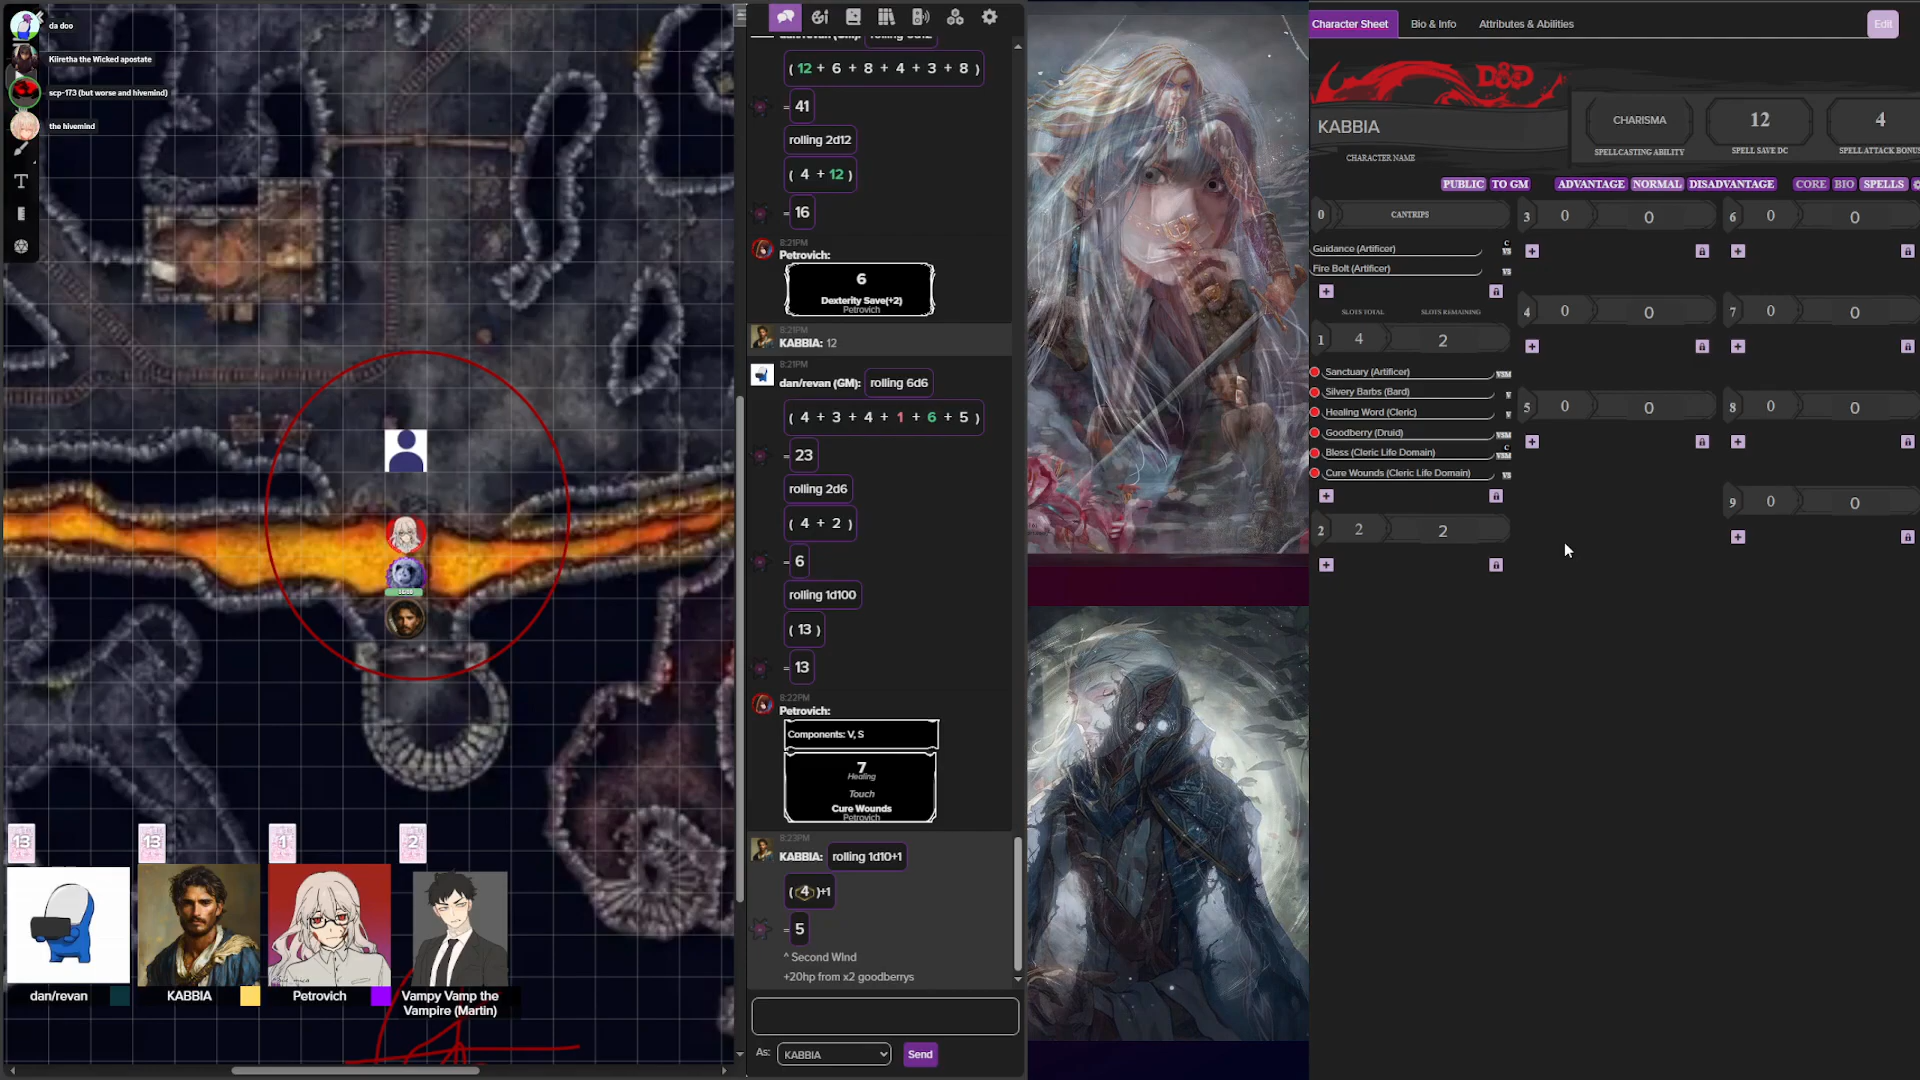 da doo
Kiiretha the Wicked apostate
scp-173 (but worse and hivemind)
the hivemind
T
13
13
1
2
dan/revan
KABBIA
Petrovich
Vampy Vamp the
Vampire (Martin)
( 12 + 6 + 8 + 4 + 3 + 8 )
= 41
rolling 2d12
( 4 + 12 )
= 16
8:21PM
Petrovich:
6
Dexterity Save(+2)
Petrovich
8:21PM
KABBIA: 12
8:21PM
dan/revan (GM): rolling 6d6
( 4 + 3 + 4 + 1 + 6 + 5 )
= 23
rolling 2d6
( 4 + 2 )
= 6
rolling 1d100
( 13 )
= 13
8:22PM
Petrovich:
Components: V, S
7
Healing
Touch
Cure Wounds
Petrovich
8:23PM
KABBIA: rolling 1d10+1
( 4 )+1
= 5
^ Second Wind
+20hp from x2 goodberrys
As: KABBIA Send
Character Sheet Bio & Info Attributes & Abilities Edit
D&D
KABBIA
CHARACTER NAME
CHARISMA 12 4
SPELLCASTING ABILITY SPELL SAVE DC SPELL ATTACK BONUS
PUBLIC TO GM ADVANTAGE NORMAL DISADVANTAGE CORE BIO SPELLS
0 CANTRIPS
Guidance (Artificer) C VS
Fire Bolt (Artificer) VS
+
SLOTS TOTAL SLOTS REMAINING
1 4 2
Sanctuary (Artificer) VSM
Silvery Barbs (Bard) V
Healing Word (Cleric) V
Goodberry (Druid) VSM
Bless (Cleric Life Domain) C VSM
Cure Wounds (Cleric Life Domain) VS
+
2 2 2
+
3 0 0
+
4 0 0
+
5 0 0
+
6 0 0
+
7 0 0
+
8 0 0
+
9 0 0
+